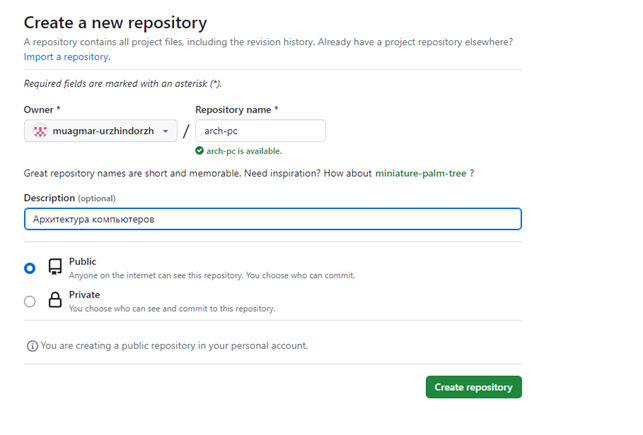 Create a new repository
A repository contains all project files, including the revision history. Already have a project repository elsewhere?
Import a repository.
Required fields are marked with an asterisk (*).
Owner * Repository name *
muagmar-urzhindorzh / arch-pc
arch-pc is available.
Great repository names are short and memorable. Need inspiration? How about miniature-palm-tree ?
Description (optional)
Архитектура компьютеров
Public
Anyone on the internet can see this repository. You choose who can commit.
Private
You choose who can see and commit to this repository.
You are creating a public repository in your personal account.
Create repository